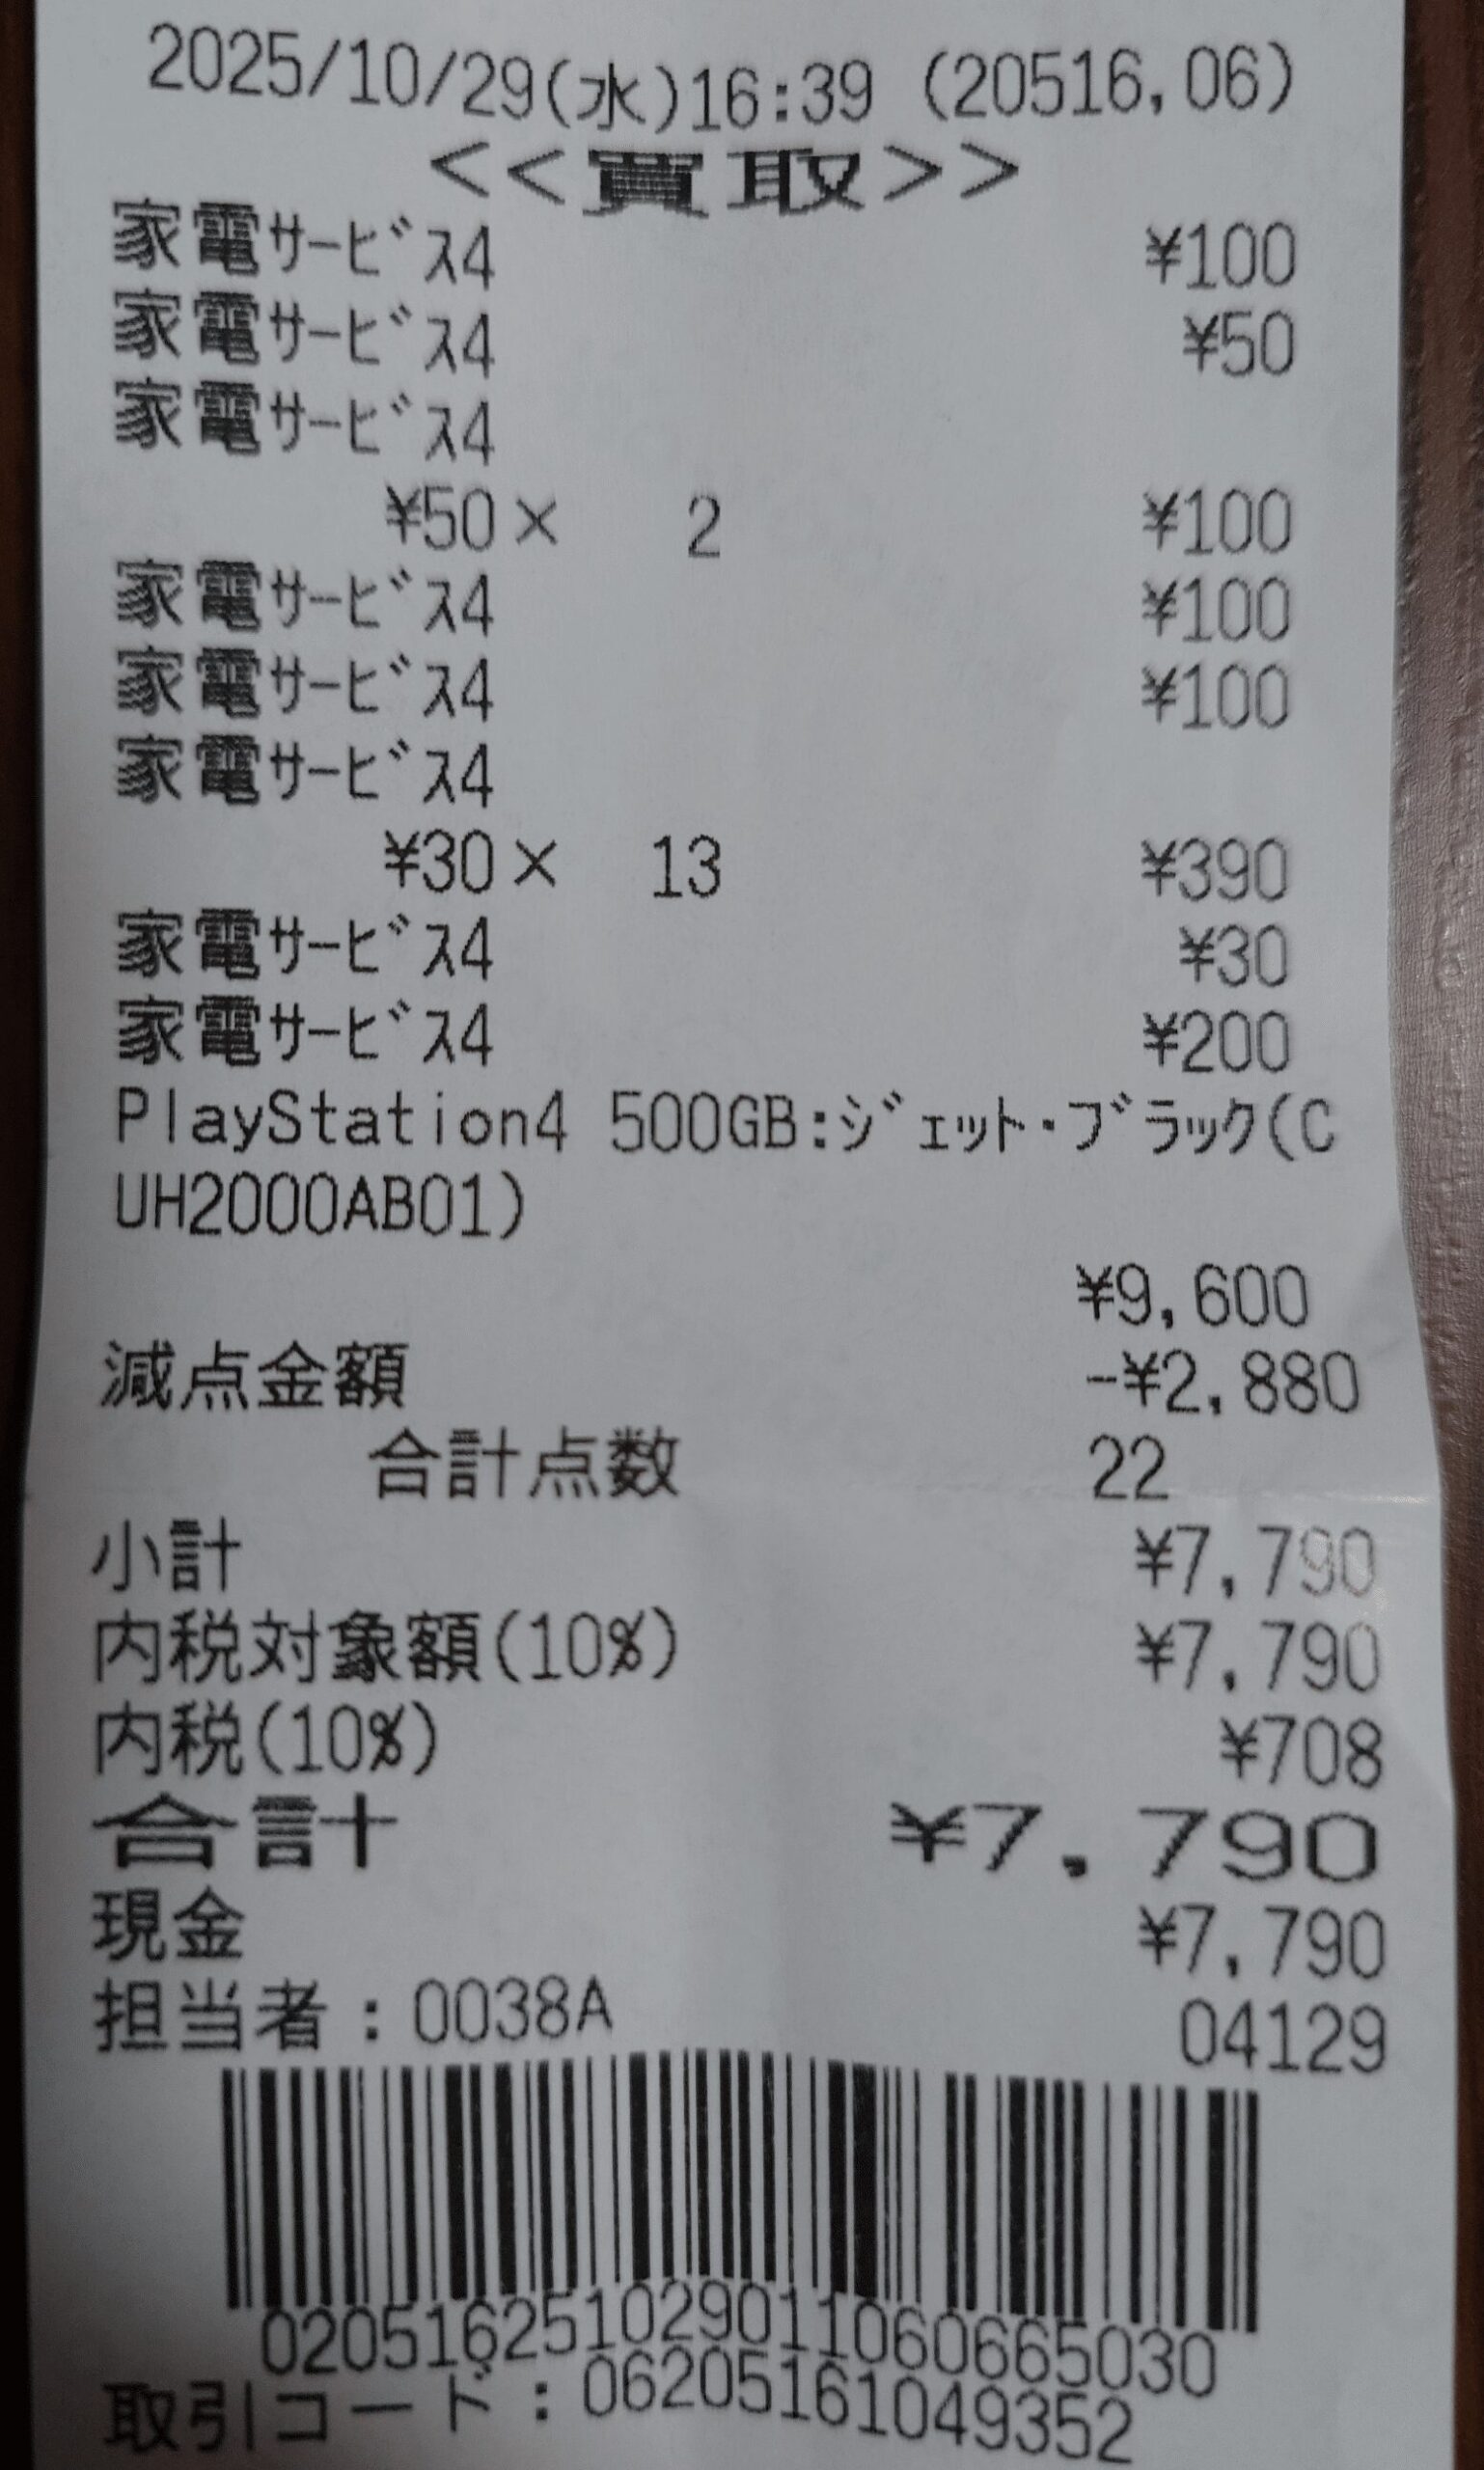 2025/10/29(水)16:39 (20516,06)
<<買取>>
家電ｻｰﾋﾞｽ4 ¥100
家電ｻｰﾋﾞｽ4 ¥50
家電ｻｰﾋﾞｽ4
¥50× 2 ¥100
家電ｻｰﾋﾞｽ4 ¥100
家電ｻｰﾋﾞｽ4 ¥100
家電ｻｰﾋﾞｽ4
¥30× 13 ¥390
家電ｻｰﾋﾞｽ4 ¥30
家電ｻｰﾋﾞｽ4 ¥200
PlayStation4 500GB:ｼﾞｪｯﾄ･ﾌﾞﾗｯｸ(C
UH2000AB01)
¥9,600
減点金額 -¥2,880
合計点数 22
小計 ¥7,790
内税対象額(10%) ¥7,790
内税(10%) ¥708
合計 ¥7,790
現金 ¥7,790
担当者:0038A 04129
020516251029011060665030
取引コード:06205161049352